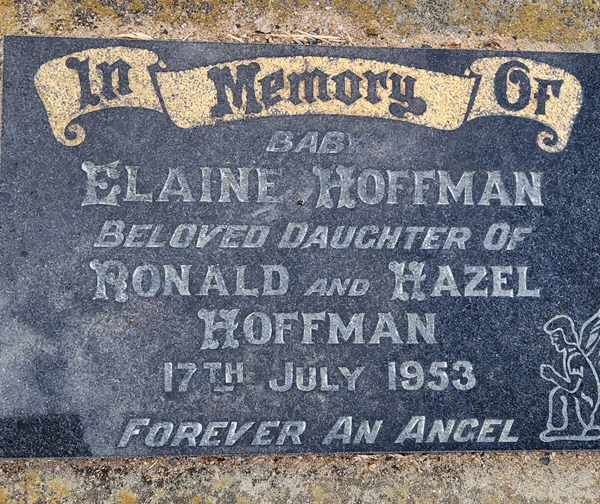 In Memory Of
BABY
ELAINE HOFFMAN
BELOVED DAUGHTER OF
RONALD AND HAZEL
HOFFMAN
17TH JULY 1953
FOREVER AN ANGEL